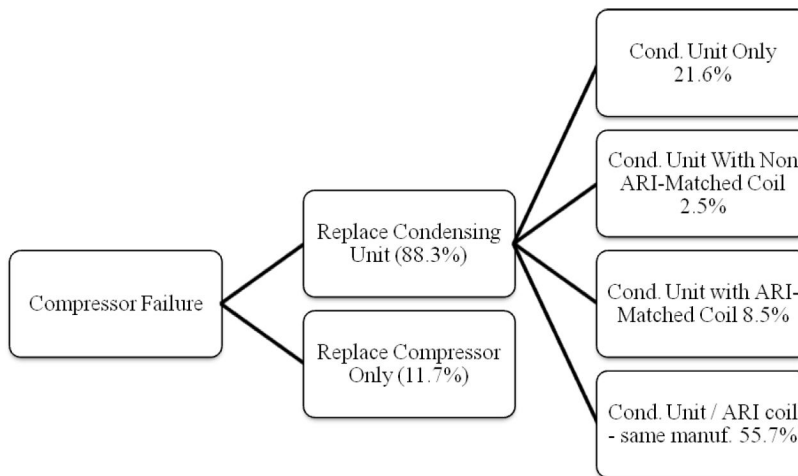 Compressor Failure
Replace Condensing
Unit (88.3%)
Replace Compressor
Only (11.7%)
Cond. Unit Only
21.6%
Cond. Unit With Non
ARI-Matched Coil
2.5%
Cond. Unit with ARI-
Matched Coil 8.5%
Cond. Unit / ARI coil
- same manuf. 55.7%